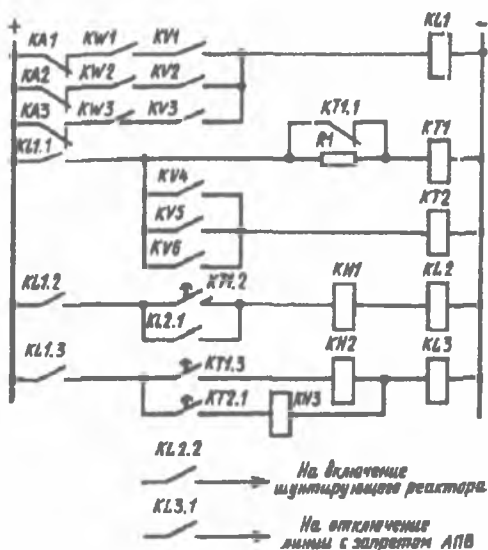 + −
KA1 KW1 KV1 KL1
KA2 KW2 KV2
KA3 KW3 KV3 KT1.1
KL1.1 R1 KT1
KV4
KV5 KT2
KV6
KL1.2 KT1.2 KH1 KL2
KL2.1
KL1.3 KT1.3 KH2 KL3
KT2.1 KH3
KL2.2
На включение
шунтирующего реактора
KL3.1
На отключение
линии с запретом АПВ